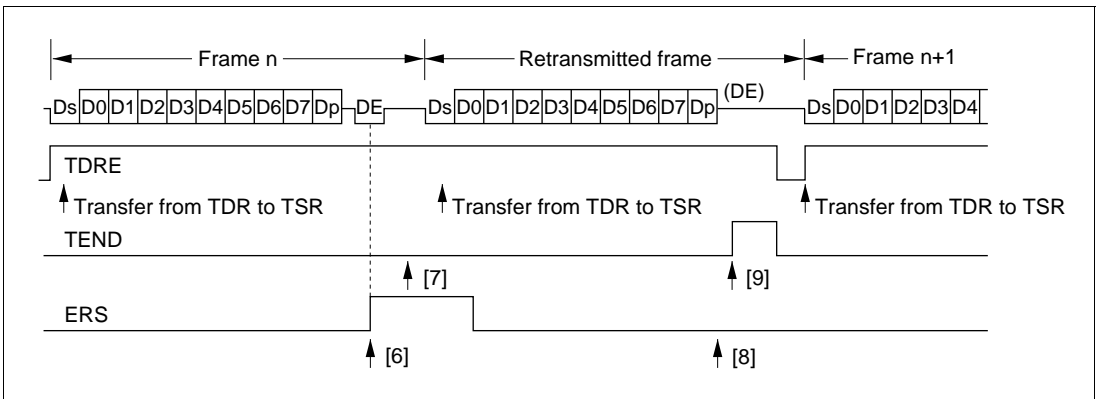 Frame n Retransmitted frame Frame n+1
(DE)
Ds D0 D1 D2 D3 D4 D5 D6 D7 Dp DE Ds D0 D1 D2 D3 D4 D5 D6 D7 Dp Ds D0 D1 D2 D3 D4
TDRE
Transfer from TDR to TSR Transfer from TDR to TSR Transfer from TDR to TSR
TEND
[7] [9]
ERS
[6] [8]